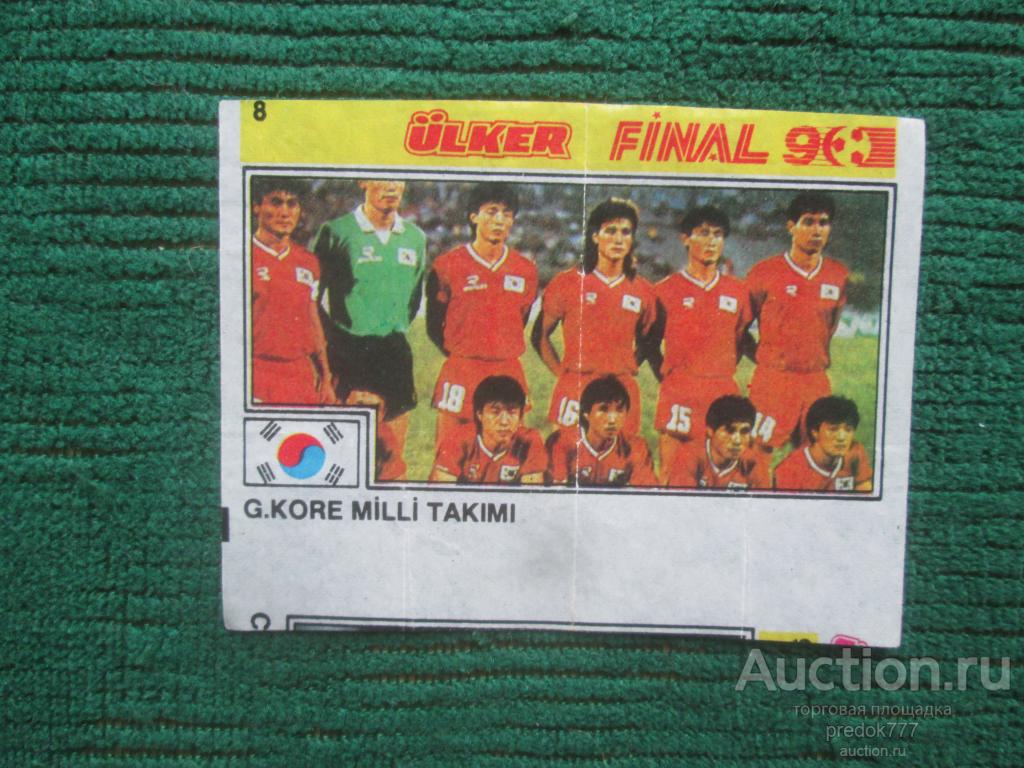 8
ÜLKER FİNAL 90
18 16 15 14
G.KORE MİLLİ TAKIMI
C
Auction.ru
торговая площадка
predok777
auction.ru